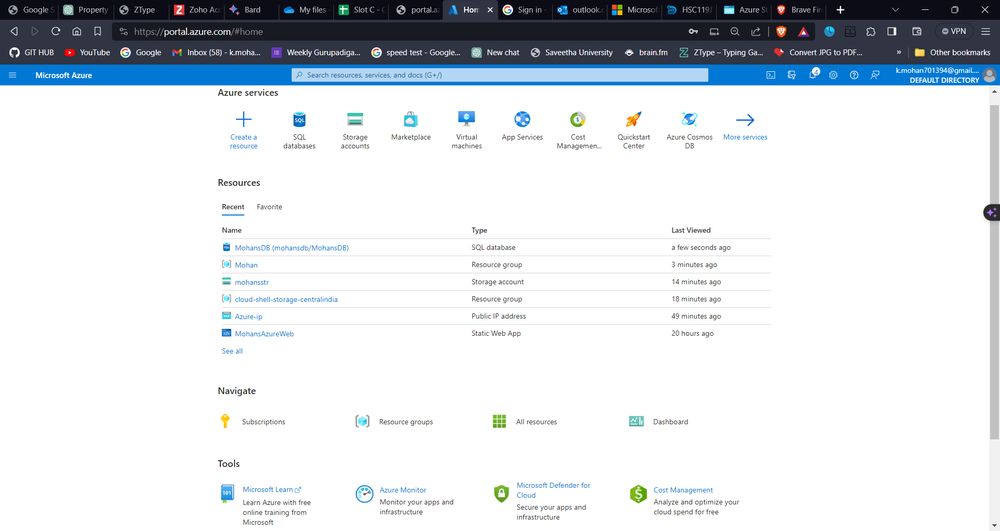 Google S
Property
ZType
Zoho Acc
Bard
My files -
Slot C - G
portal.az
Hom
Sign in -
outlook.c
Microsof
HSC119J
Azure St
Brave Fire
https://portal.azure.com/#home
VPN
GIT HUB
YouTube
Google
Inbox (58) - k.moha...
Weekly Gurupadiga...
speed test - Google...
New chat
Saveetha University
brain.fm
ZType – Typing Ga...
Convert JPG to PDF...
»
Other bookmarks
Microsoft Azure
Search resources, services, and docs (G+/)
4
k.mohan701394@gmail....
DEFAULT DIRECTORY
Azure services
Create a
resource
SQL
SQL
databases
Storage
accounts
Marketplace
Virtual
machines
App Services
Cost
Managemen...
Quickstart
Center
Azure Cosmos
DB
More services
Resources
Recent
Favorite
Name
Type
Last Viewed
MohansDB (mohansdb/MohansDB)
SQL database
a few seconds ago
Mohan
Resource group
3 minutes ago
mohansstr
Storage account
14 minutes ago
cloud-shell-storage-centralindia
Resource group
18 minutes ago
Azure-ip
Public IP address
49 minutes ago
MohansAzureWeb
Static Web App
20 hours ago
See all
Navigate
Subscriptions
Resource groups
All resources
Dashboard
Tools
101
Microsoft Learn
Learn Azure with free
online training from
Microsoft
Azure Monitor
Monitor your apps and
infrastructure
Microsoft Defender for
Cloud
Secure your apps and
infrastructure
Cost Management
Analyze and optimize your
cloud spend for free